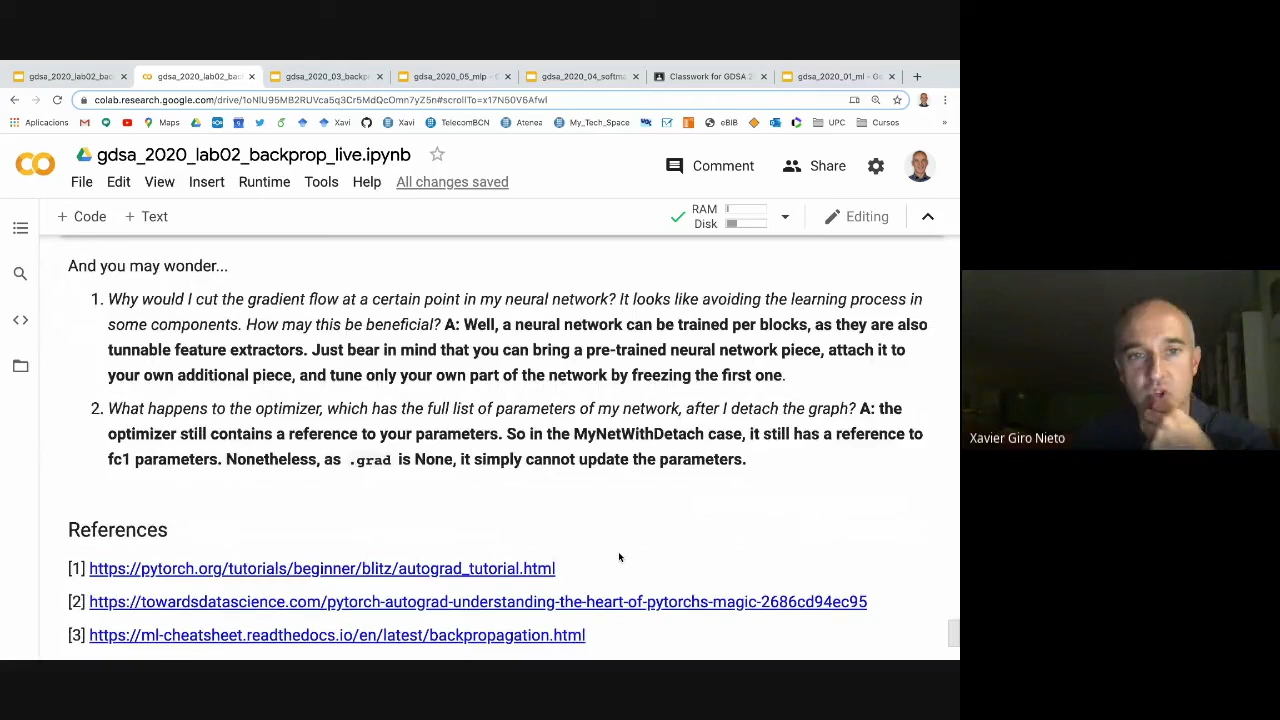 gdsa_2020_lab02_bac
gdsa_2020_lab02_bac
gdsa_2020_03_backp
gdsa_2020_05_mlp - G
gdsa_2020_04_softma
Classwork for GDSA 2
gdsa_2020_01_ml - Go
colab.research.google.com/drive/1oNlU95MB2RUVca5q3Cr5MdQcOmn7yZ5n#scrollTo=x17N50V6Afwl
Aplicacions
Maps
Xavi
Xavi
TelecomBCN
Atenea
My_Tech_Space
eBIB
UPC
Cursos
»
CO
gdsa_2020_lab02_backprop_live.ipynb
Comment
Share
File Edit View Insert Runtime Tools Help All changes saved
+ Code + Text
RAM
Disk
Editing
And you may wonder...
1. Why would I cut the gradient flow at a certain point in my neural network? It looks like avoiding the learning process in
some components. How may this be beneficial? A: Well, a neural network can be trained per blocks, as they are also
tunnable feature extractors. Just bear in mind that you can bring a pre-trained neural network piece, attach it to
your own additional piece, and tune only your own part of the network by freezing the first one.
2. What happens to the optimizer, which has the full list of parameters of my network, after I detach the graph? A: the
optimizer still contains a reference to your parameters. So in the MyNetWithDetach case, it still has a reference to
fc1 parameters. Nonetheless, as .grad is None, it simply cannot update the parameters.
References
[1] https://pytorch.org/tutorials/beginner/blitz/autograd_tutorial.html
[2] https://towardsdatascience.com/pytorch-autograd-understanding-the-heart-of-pytorchs-magic-2686cd94ec95
[3] https://ml-cheatsheet.readthedocs.io/en/latest/backpropagation.html
Xavier Giro Nieto